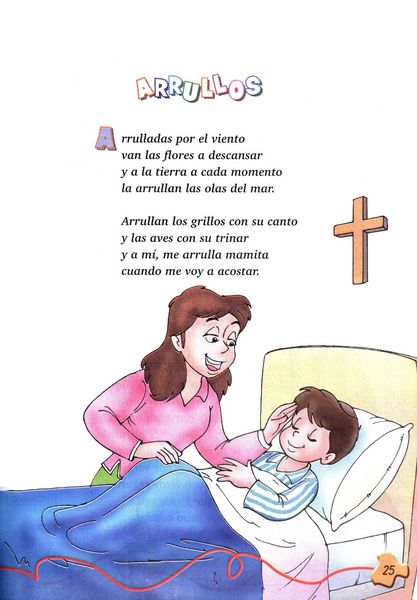 ARRULLOS
Arrulladas por el viento
van las flores a descansar
y a la tierra a cada momento
la arrullan las olas del mar.
Arrullan los grillos con su canto
y las aves con su trinar
y a mí, me arrulla mamita
cuando me voy a acostar.
25